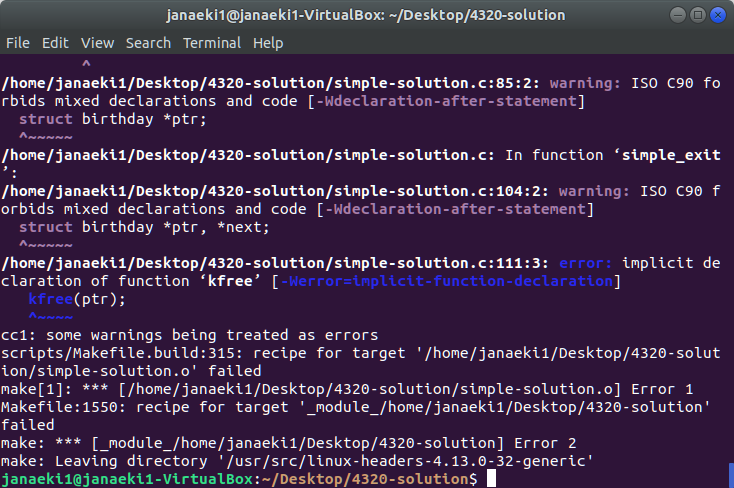 janaeki1@janaeki1-VirtualBox: ~/Desktop/4320-solution
File Edit View Search Terminal Help
^
/home/janaeki1/Desktop/4320-solution/simple-solution.c:85:2: warning: ISO C90 fo
rbids mixed declarations and code [-Wdeclaration-after-statement]
struct birthday *ptr;
^~~~~~
/home/janaeki1/Desktop/4320-solution/simple-solution.c: In function ‘simple_exit
’:
/home/janaeki1/Desktop/4320-solution/simple-solution.c:104:2: warning: ISO C90 f
orbids mixed declarations and code [-Wdeclaration-after-statement]
struct birthday *ptr, *next;
^~~~~~
/home/janaeki1/Desktop/4320-solution/simple-solution.c:111:3: error: implicit de
claration of function ‘kfree’ [-Werror=implicit-function-declaration]
kfree(ptr);
^~~~~
cc1: some warnings being treated as errors
scripts/Makefile.build:315: recipe for target '/home/janaeki1/Desktop/4320-solut
ion/simple-solution.o' failed
make[1]: *** [/home/janaeki1/Desktop/4320-solution/simple-solution.o] Error 1
Makefile:1550: recipe for target '_module_/home/janaeki1/Desktop/4320-solution'
failed
make: *** [_module_/home/janaeki1/Desktop/4320-solution] Error 2
make: Leaving directory '/usr/src/linux-headers-4.13.0-32-generic'
janaeki1@janaeki1-VirtualBox:~/Desktop/4320-solution$